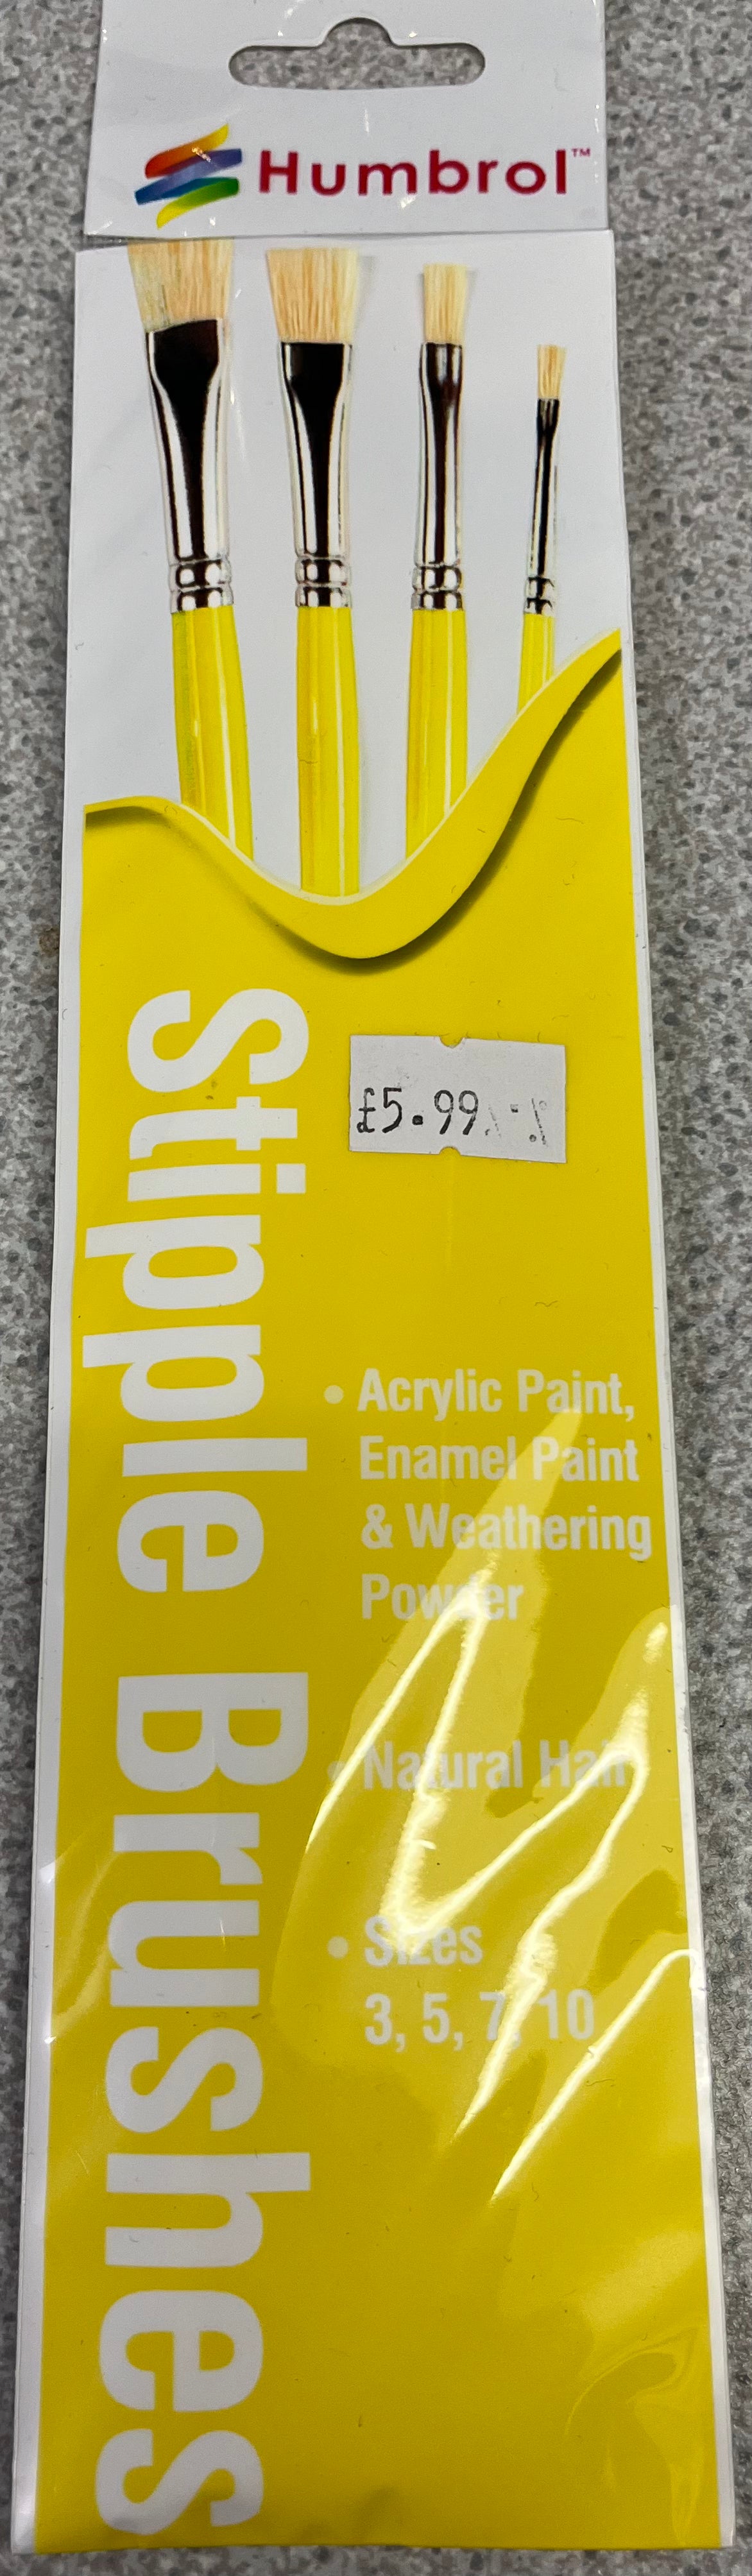 Humbrol™
£5.99
Stipple Brushes
• Acrylic Paint,
Enamel Paint
& Weathering
Powder
• Natural Hair
• Sizes
3, 5, 7, 10